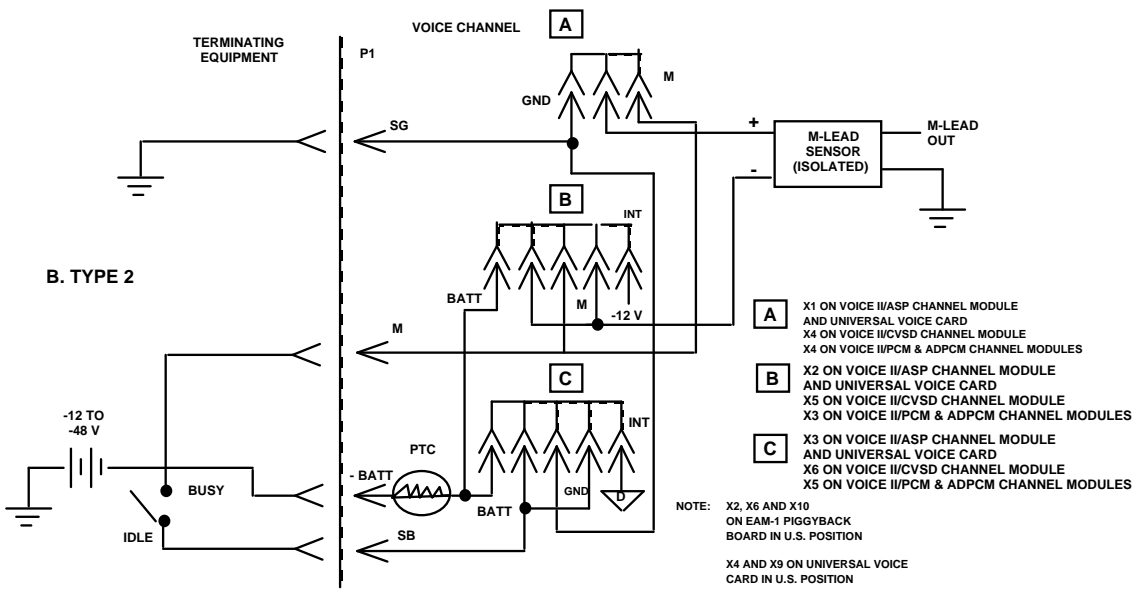 VOICE CHANNEL
A
TERMINATING
EQUIPMENT
P1
M
GND
SG
+
-
M-LEAD
SENSOR
(ISOLATED)
M-LEAD
OUT
B
INT
B. TYPE 2
BATT
M
-12 V
M
A
X1 ON VOICE II/ASP CHANNEL MODULE
AND UNIVERSAL VOICE CARD
X4 ON VOICE II/CVSD CHANNEL MODULE
X4 ON VOICE II/PCM & ADPCM CHANNEL MODULES
B
X2 ON VOICE II/ASP CHANNEL MODULE
AND UNIVERSAL VOICE CARD
X5 ON VOICE II/CVSD CHANNEL MODULE
X3 ON VOICE II/PCM & ADPCM CHANNEL MODULES
C
X3 ON VOICE II/ASP CHANNEL MODULE
AND UNIVERSAL VOICE CARD
X6 ON VOICE II/CVSD CHANNEL MODULE
X5 ON VOICE II/PCM & ADPCM CHANNEL MODULES
C
INT
-12 TO
-48 V
PTC
- BATT
BUSY
GND
D
BATT
IDLE
SB
NOTE: X2, X6 AND X10
ON EAM-1 PIGGYBACK
BOARD IN U.S. POSITION
X4 AND X9 ON UNIVERSAL VOICE
CARD IN U.S. POSITION